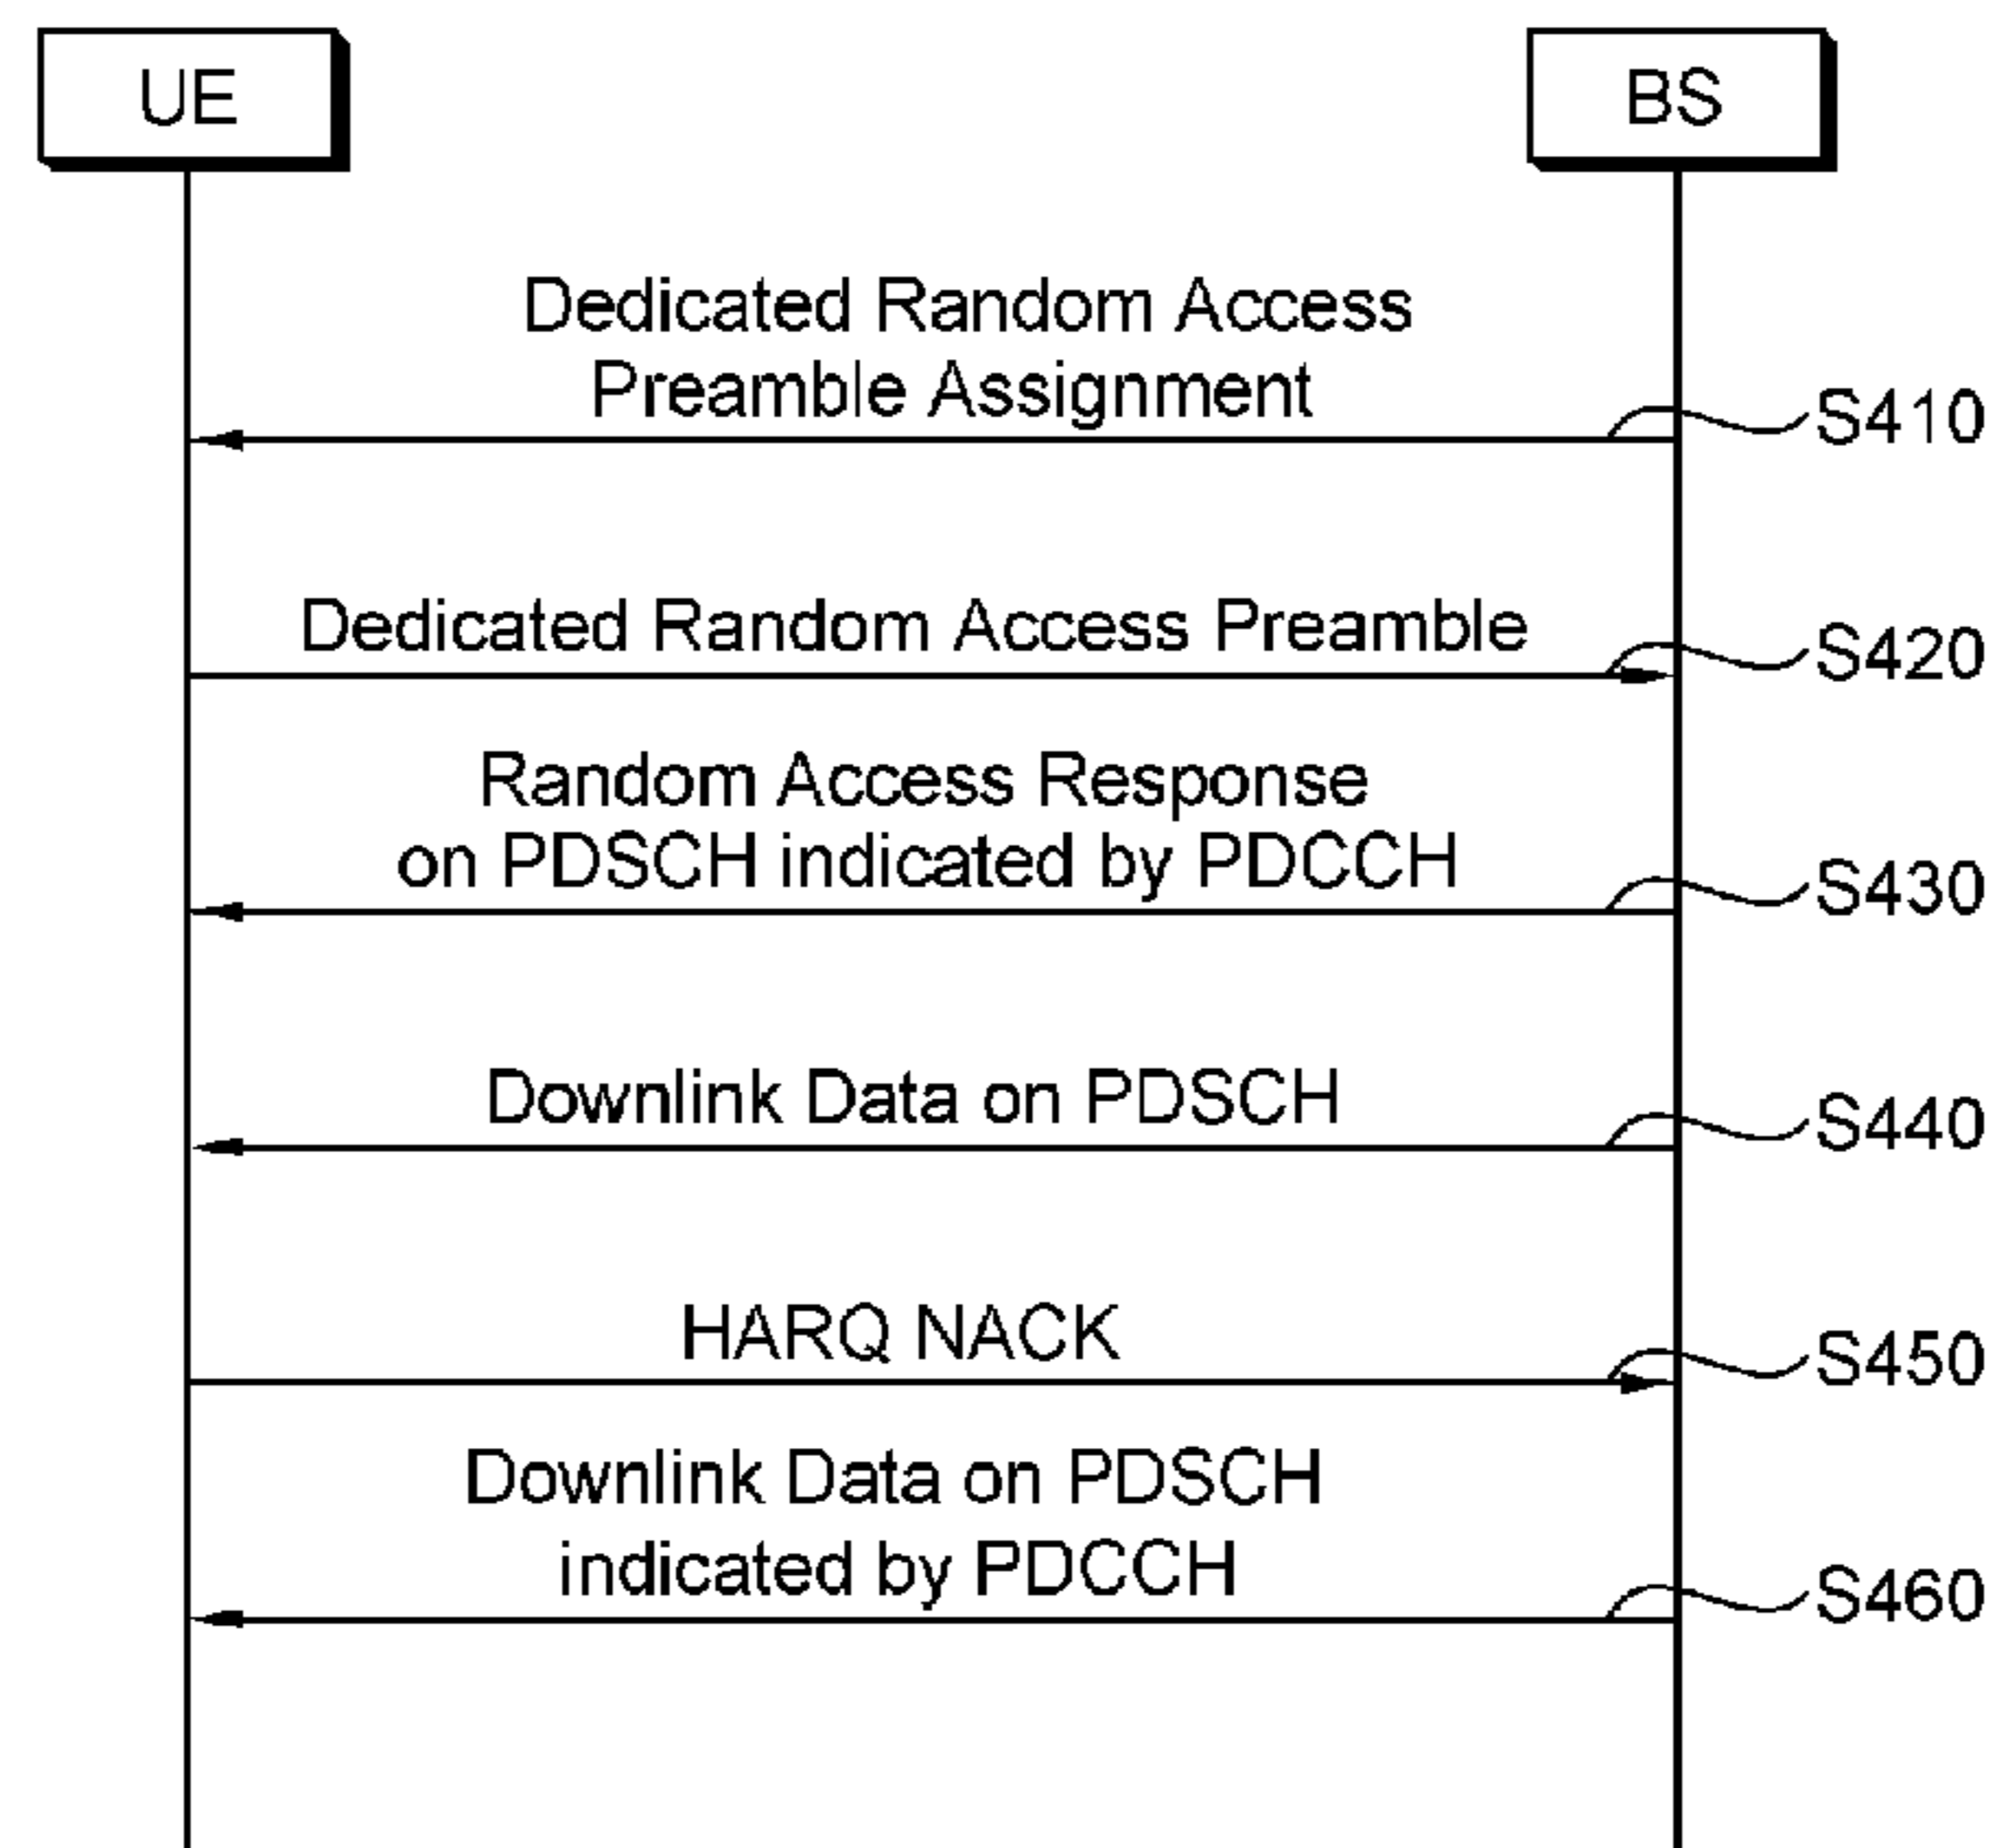 UE
BS
Dedicated Random Access
Preamble Assignment
S410
Dedicated Random Access Preamble
S420
Random Access Response
on PDSCH indicated by PDCCH
S430
Downlink Data on PDSCH
S440
HARQ NACK
S450
Downlink Data on PDSCH
indicated by PDCCH
S460